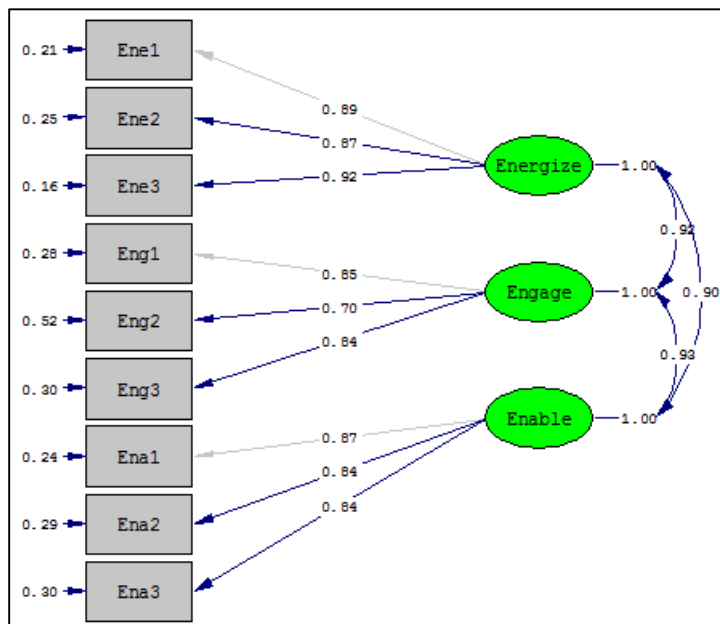 0.21 Ene1
0.89
0.25 Ene2
0.87
0.16 Ene3
0.92
Energize 1.00
0.28 Eng1
0.92
0.85
Engage 1.00 0.90
0.52 Eng2
0.70
0.30 Eng3
0.84
0.93
Enable 1.00
0.24 Ena1
0.87
0.84
0.29 Ena2
0.84
0.30 Ena3